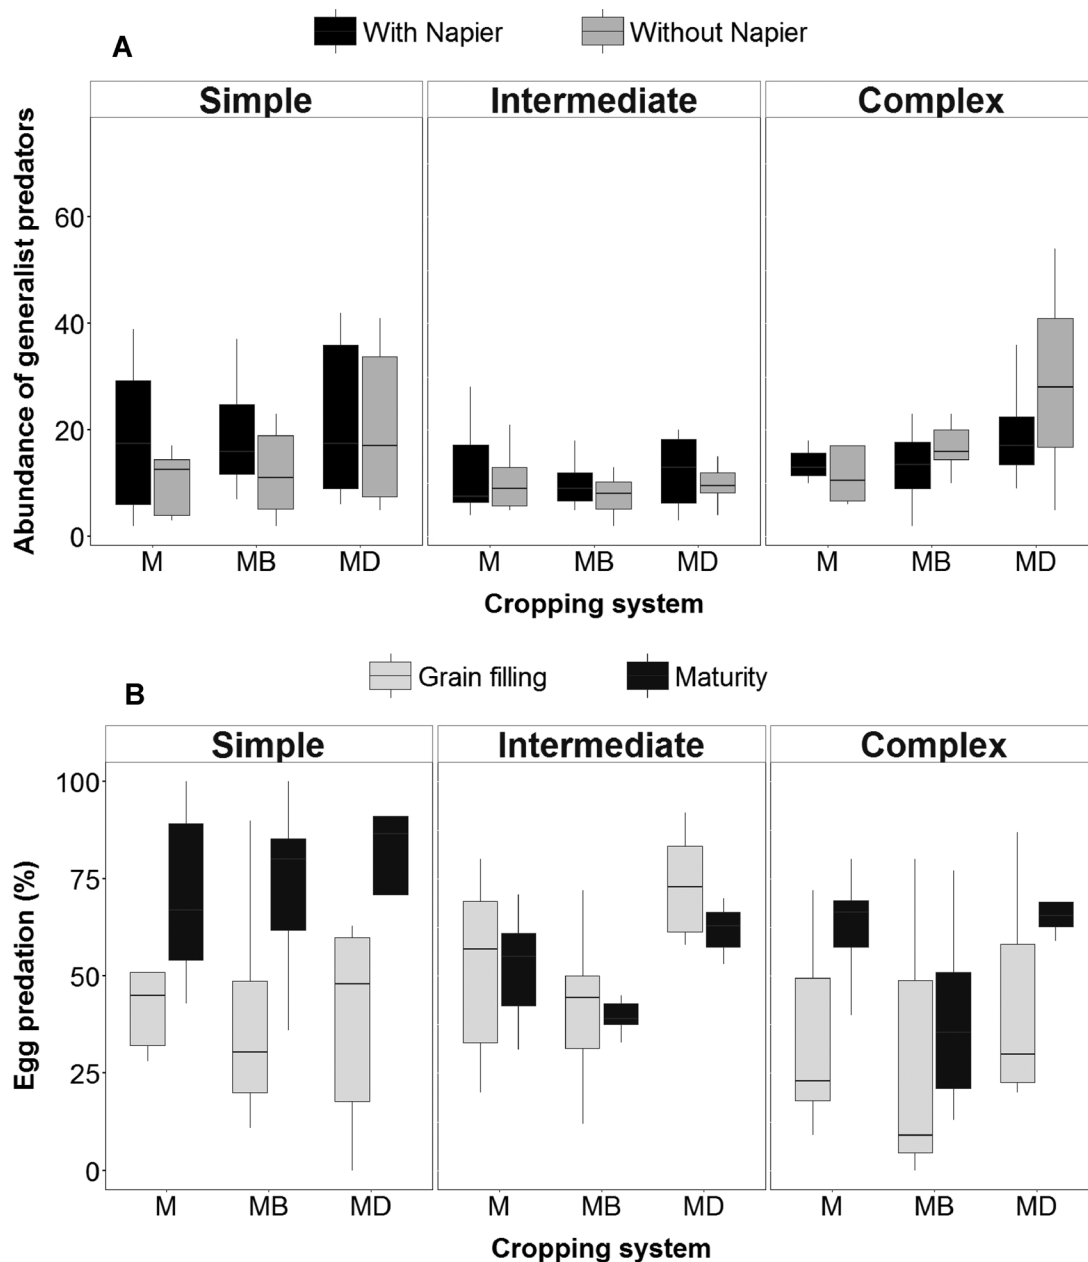 A
With Napier Without Napier
Simple Intermediate Complex
Abundance of generalist predators
60
40
20
0
M MB MD M MB MD M MB MD
Cropping system
B
Grain filling Maturity
Simple Intermediate Complex
Egg predation (%)
100
75
50
25
0
M MB MD M MB MD M MB MD
Cropping system